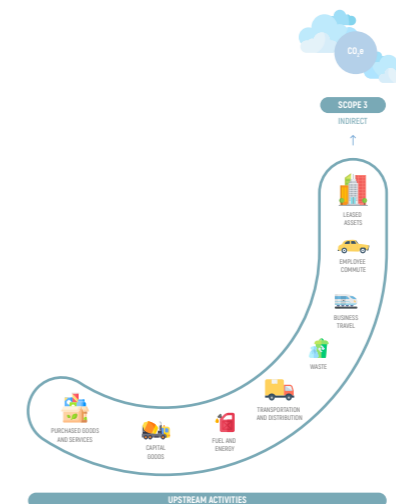 CO₂e
SCOPE 3
INDIRECT
LEASED
ASSETS
EMPLOYEE
COMMUTE
BUSINESS
TRAVEL
WASTE
TRANSPORTATION
AND DISTRIBUTION
FUEL AND
ENERGY
CAPITAL
GOODS
PURCHASED GOODS
AND SERVICES
UPSTREAM ACTIVITIES